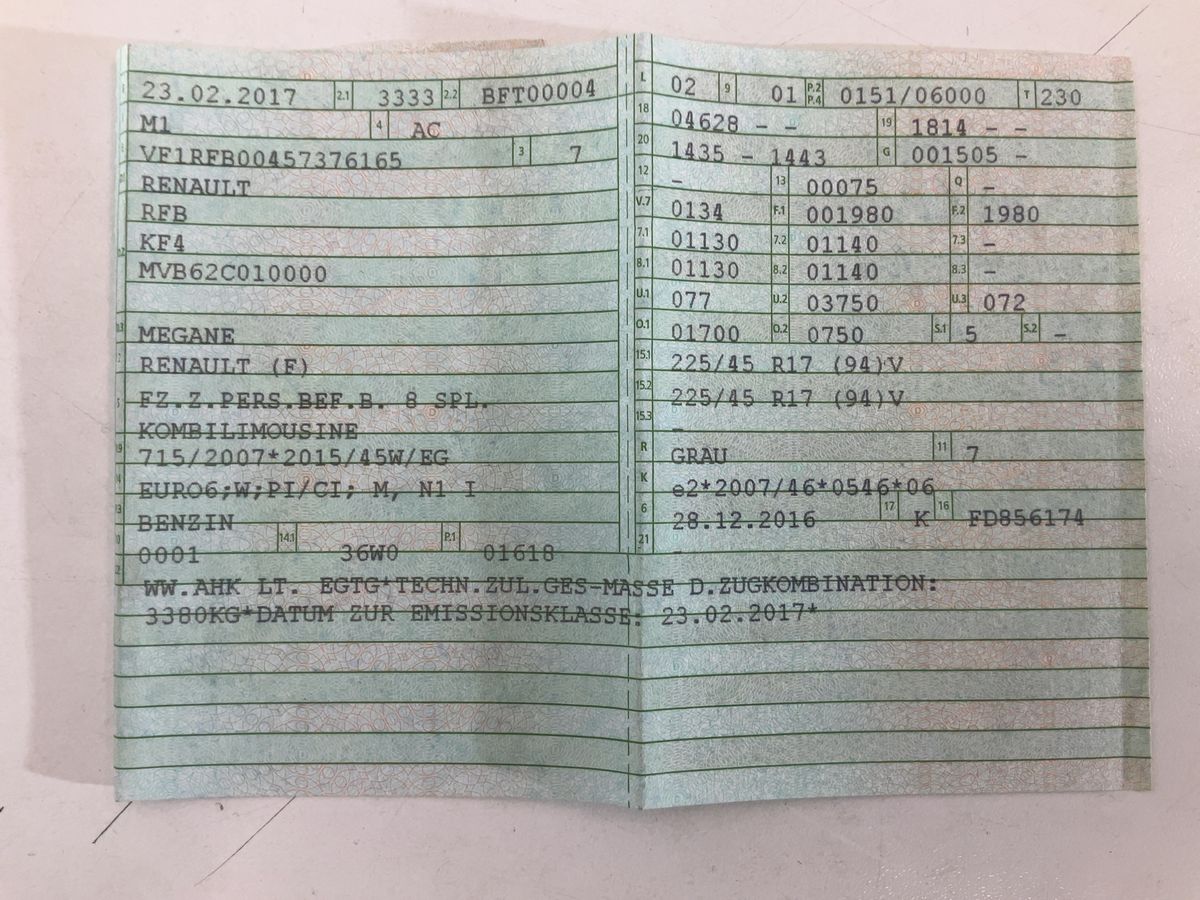 23.02.2017 2.1 3333 2.2 BFT00004
M1 4 AC
VF1RFB00457376165 3 7
RENAULT
RFB
KF4
MVB62C010000
MEGANE
RENAULT (F)
FZ.Z.PERS.BEF.B. 8 SPL.
KOMBILIMOUSINE
715/2007*2015/45W/EG
EURO6;W;PI/CI; M, N1 I
BENZIN
0001 14.1 36W0 P.1 01618
L 02 9 01 P.2 P.4 0151/06000 T 230
18 04628 - - 19 1814 - -
20 1435 - 1443 G 001505 -
12 - 13 00075 Q -
V.7 0134 F.1 001980 F.2 1980
7.1 01130 7.2 01140 7.3 -
8.1 01130 8.2 01140 8.3 -
U.1 077 U.2 03750 U.3 072
O.1 01700 O.2 0750 S.1 5 S.2 -
15.1 225/45 R17 (94)V
15.2 225/45 R17 (94)V
15.3 -
R GRAU 11 7
K e2*2007/46*0546*06
6 28.12.2016 17 K 16 FD856174
21 -
WW.AHK LT. EGTG*TECHN.ZUL.GES-MASSE D.ZUGKOMBINATION:
3380KG*DATUM ZUR EMISSIONSKLASSE: 23.02.2017*